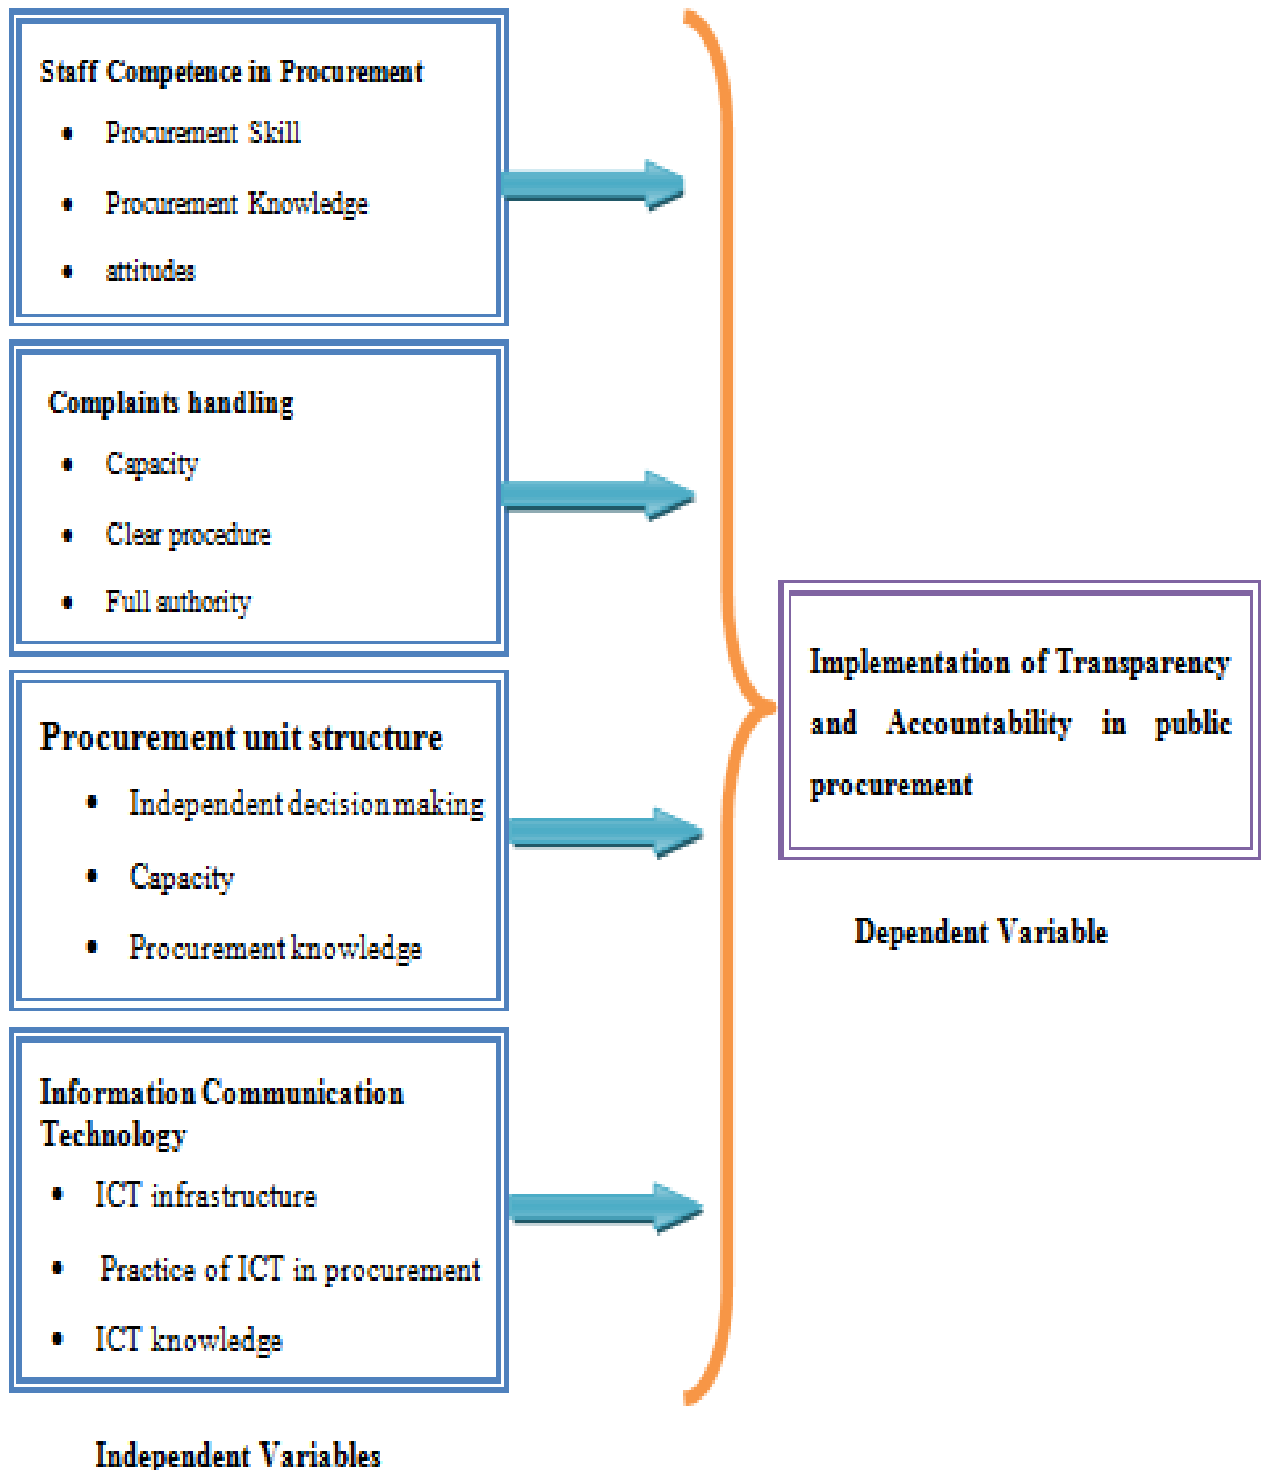 Staff Competence in Procurement
• Procurement Skill
• Procurement Knowledge
• attitudes
Complaints handling
• Capacity
• Clear procedure
• Full authority
Procurement unit structure
• Independent decision making
• Capacity
• Procurement knowledge
Information Communication
Technology
• ICT infrastructure
• Practice of ICT in procurement
• ICT knowledge
Independent Variables
Implementation of Transparency
and Accountability in public
procurement
Dependent Variable